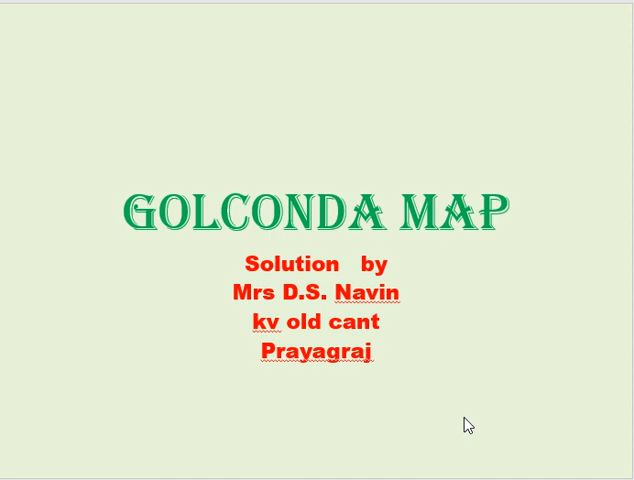 GOLCONDA MAP
Solution by
Mrs D.S. Navin
kv old cant
Prayagraj